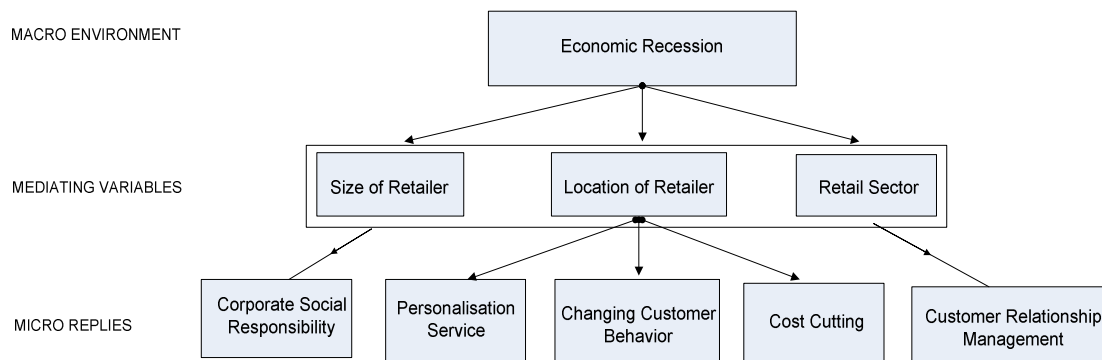 MACRO ENVIRONMENT
Economic Recession
MEDIATING VARIABLES
Size of Retailer
Location of Retailer
Retail Sector
MICRO REPLIES
Corporate Social
Responsibility
Personalisation
Service
Changing Customer
Behavior
Cost Cutting
Customer Relationship
Management